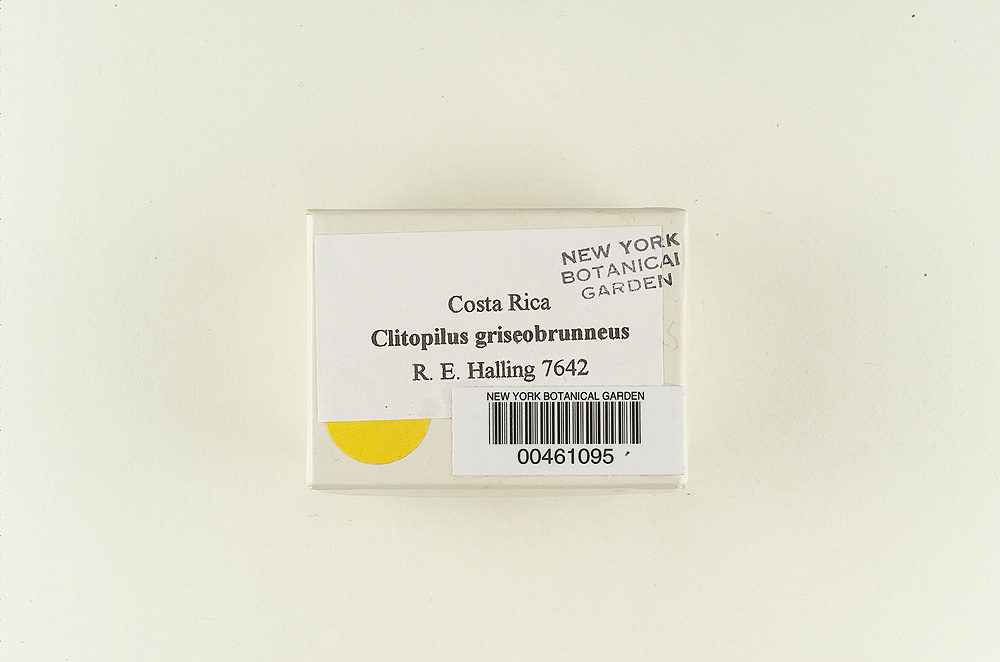 NEW YORK
BOTANICAL
GARDEN
Costa Rica
Clitopilus griseobrunneus
R. E. Halling 7642
NEW YORK BOTANICAL GARDEN
00461095